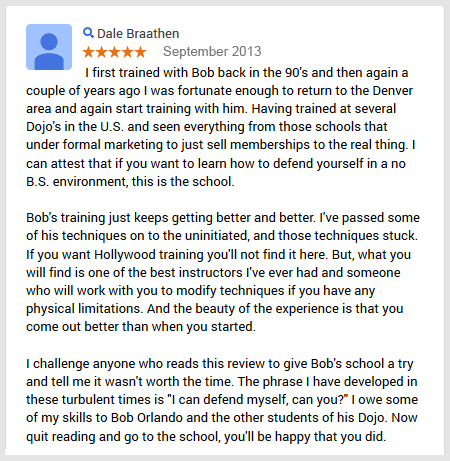 Dale Braathen
September 2013
I first trained with Bob back in the 90's and then again a
couple of years ago I was fortunate enough to return to the Denver
area and again start training with him. Having trained at several
Dojo's in the U.S. and seen everything from those schools that
under formal marketing to just sell memberships to the real thing. I
can attest that if you want to learn how to defend yourself in a no
B.S. environment, this is the school.
Bob's training just keeps getting better and better. I've passed some
of his techniques on to the uninitiated, and those techniques stuck.
If you want Hollywood training you'll not find it here. But, what you
will find is one of the best instructors I've ever had and someone
who will work with you to modify techniques if you have any
physical limitations. And the beauty of the experience is that you
come out better than when you started.
I challenge anyone who reads this review to give Bob's school a try
and tell me it wasn't worth the time. The phrase I have developed in
these turbulent times is "I can defend myself, can you?" I owe some
of my skills to Bob Orlando and the other students of his Dojo. Now
quit reading and go to the school, you'll be happy that you did.